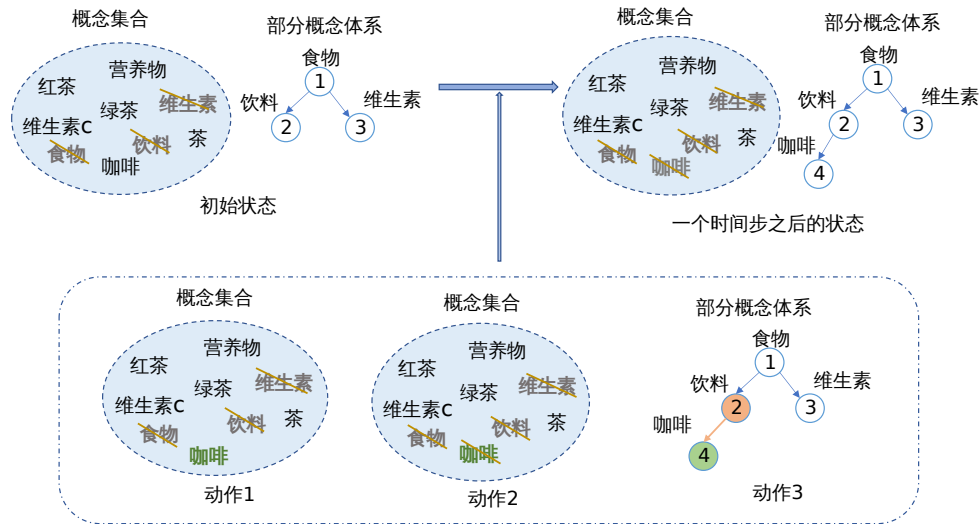 概念集合
红茶
营养物
绿茶
维生素
维生素c
饮料
茶
食物
咖啡
初始状态
部分概念体系
食物
1
饮料
维生素
2
3
概念集合
红茶
营养物
绿茶
维生素
维生素c
饮料
茶
食物
咖啡
部分概念体系
食物
1
饮料
维生素
2
3
咖啡
4
一个时间步之后的状态
概念集合
红茶
营养物
绿茶
维生素
维生素c
饮料
茶
食物
咖啡
动作1
概念集合
红茶
营养物
绿茶
维生素
维生素c
饮料
茶
食物
咖啡
动作2
部分概念体系
食物
1
饮料
维生素
2
3
咖啡
4
动作3